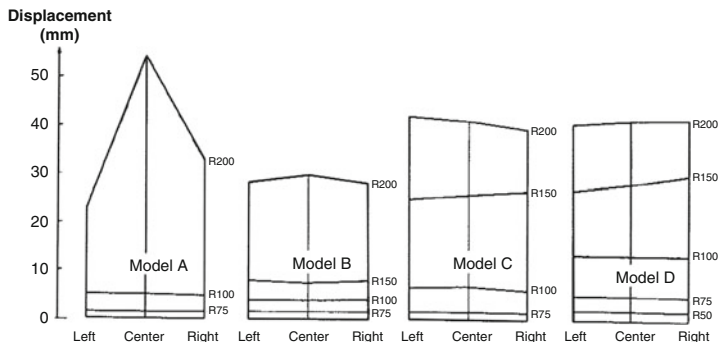 Displacement
(mm)
50
40
30
20
10
0
R200
R100
R75
Model A
Left Center Right
R200
R150
R100
R75
Model B
Left Center Right
R200
R150
R100
R75
Model C
Left Center Right
R200
R150
R100
R75
R50
Model D
Left Center Right